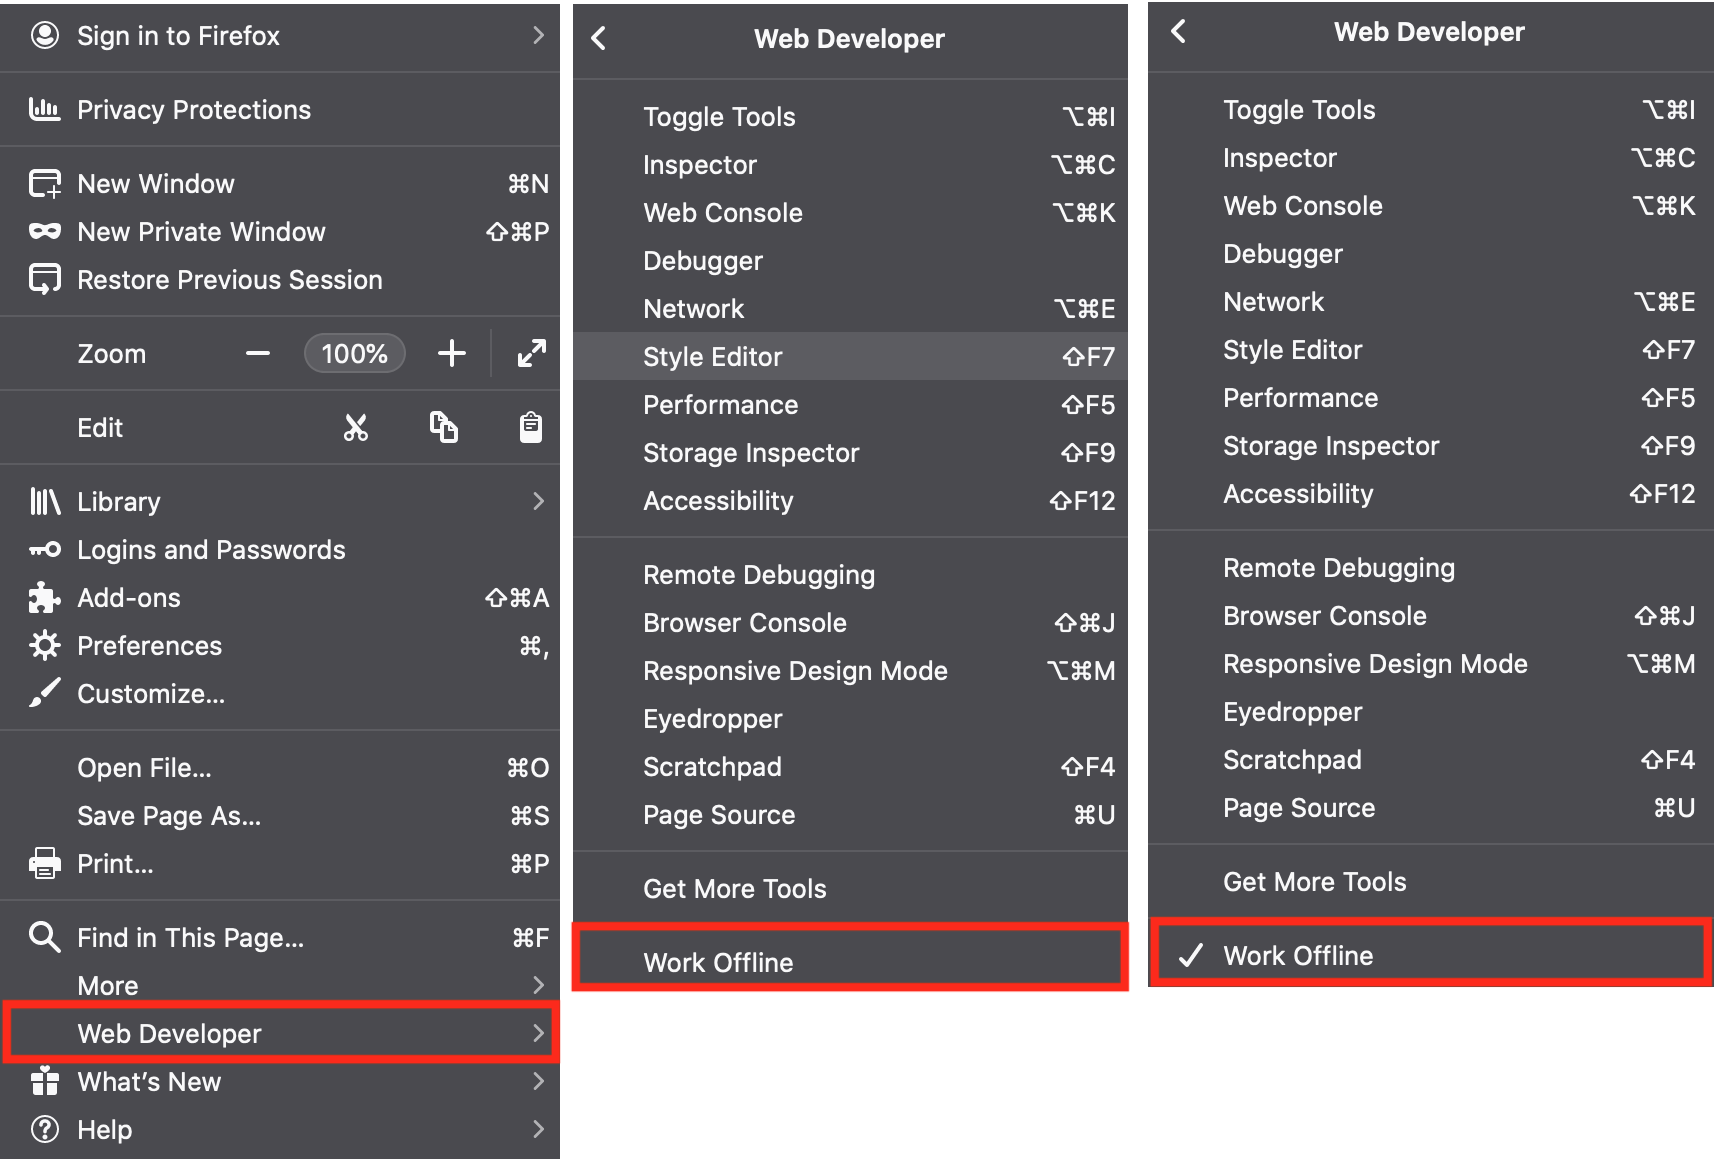 Sign in to Firefox
Privacy Protections
New Window ⌘N
New Private Window ⇧⌘P
Restore Previous Session
Zoom − 100% +
Edit
Library
Logins and Passwords
Add-ons ⇧⌘A
Preferences ⌘,
Customize...
Open File... ⌘O
Save Page As... ⌘S
Print... ⌘P
Find in This Page... ⌘F
More
Web Developer
What’s New
Help
Web Developer
Toggle Tools ⌥⌘I
Inspector ⌥⌘C
Web Console ⌥⌘K
Debugger
Network ⌥⌘E
Style Editor ⇧F7
Performance ⇧F5
Storage Inspector ⇧F9
Accessibility ⇧F12
Remote Debugging
Browser Console ⇧⌘J
Responsive Design Mode ⌥⌘M
Eyedropper
Scratchpad ⇧F4
Page Source ⌘U
Get More Tools
Work Offline
Web Developer
Toggle Tools ⌥⌘I
Inspector ⌥⌘C
Web Console ⌥⌘K
Debugger
Network ⌥⌘E
Style Editor ⇧F7
Performance ⇧F5
Storage Inspector ⇧F9
Accessibility ⇧F12
Remote Debugging
Browser Console ⇧⌘J
Responsive Design Mode ⌥⌘M
Eyedropper
Scratchpad ⇧F4
Page Source ⌘U
Get More Tools
✓ Work Offline